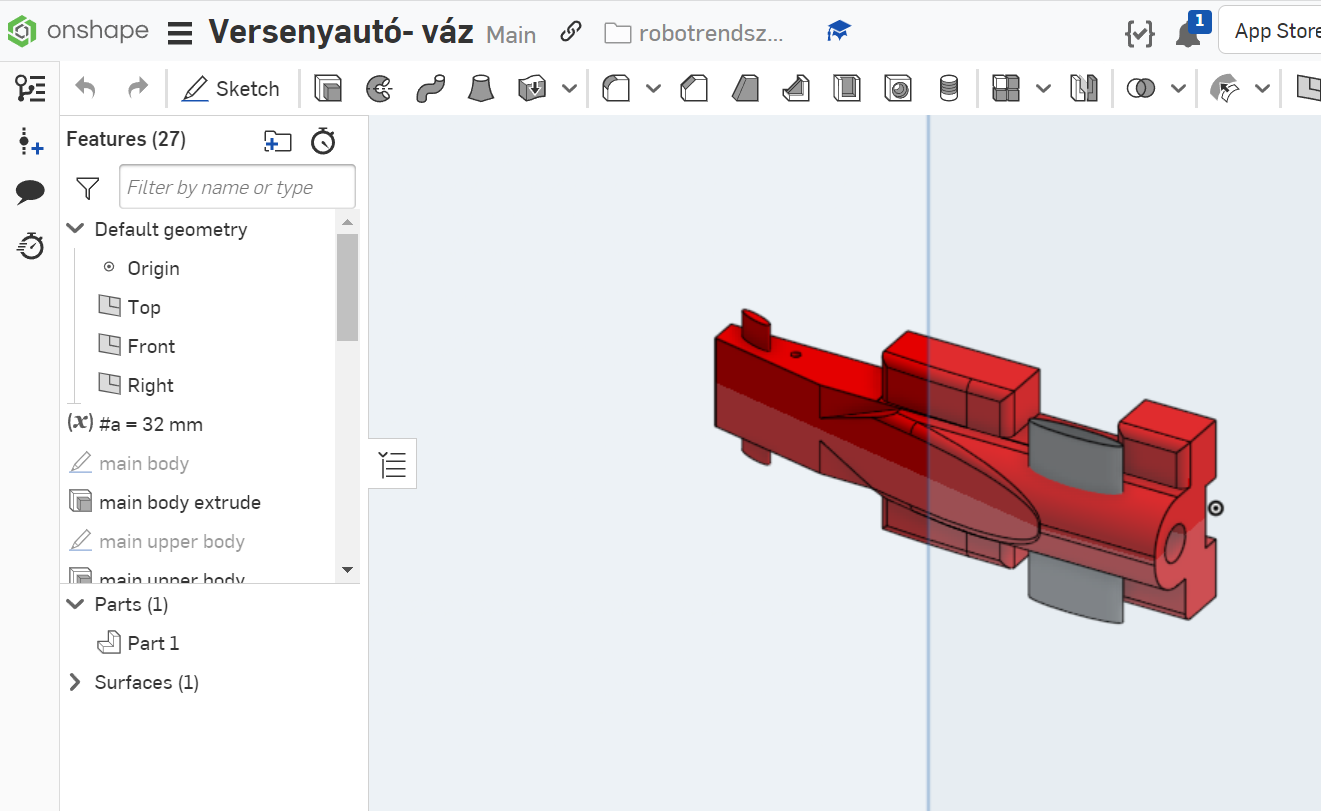 onshape Versenyautó- váz Main robotrendsz... 1 App Store
Sketch
Features (27)
Filter by name or type
Default geometry
Origin
Top
Front
Right
(x) #a = 32 mm
main body
main body extrude
main upper body
main upper body
Parts (1)
Part 1
Surfaces (1)